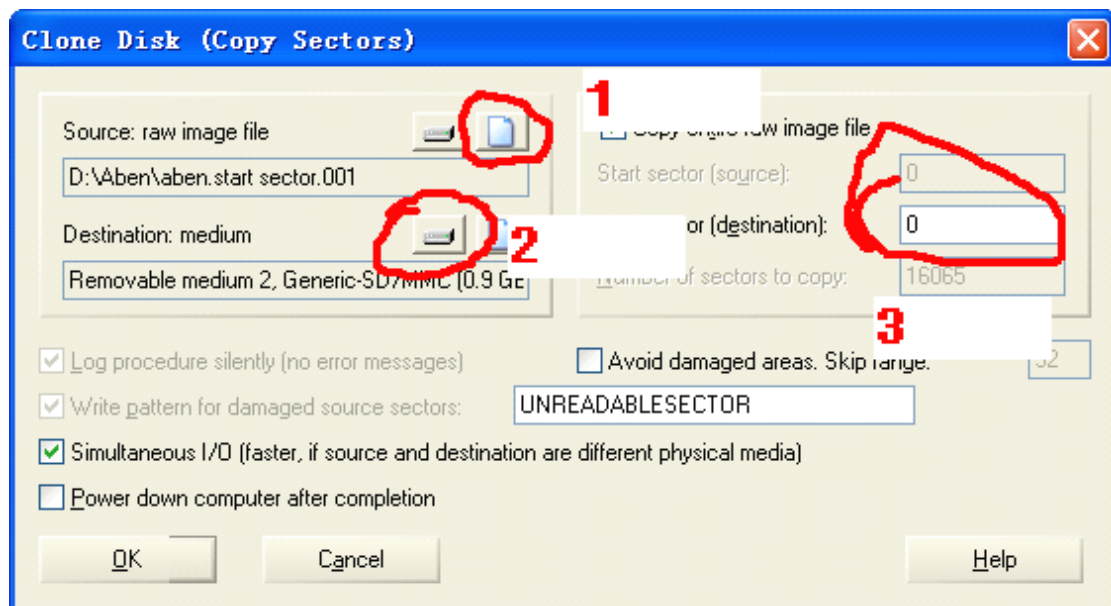 Clone Disk (Copy Sectors)
1
Source: raw image file
raw image file
D:\Aben\aben.start sector.001
Start sector (source):
0
Destination: medium
2
or (destination):
0
Removable medium 2, Generic-SD/MMC (0.9 GE
Number of sectors to copy:
16065
3
Log procedure silently (no error messages)
Avoid damaged areas. Skip range:
Write pattern for damaged source sectors:
UNREADABLESECTOR
Simultaneous I/O (faster, if source and destination are different physical media)
Power down computer after completion
OK
Cancel
Help